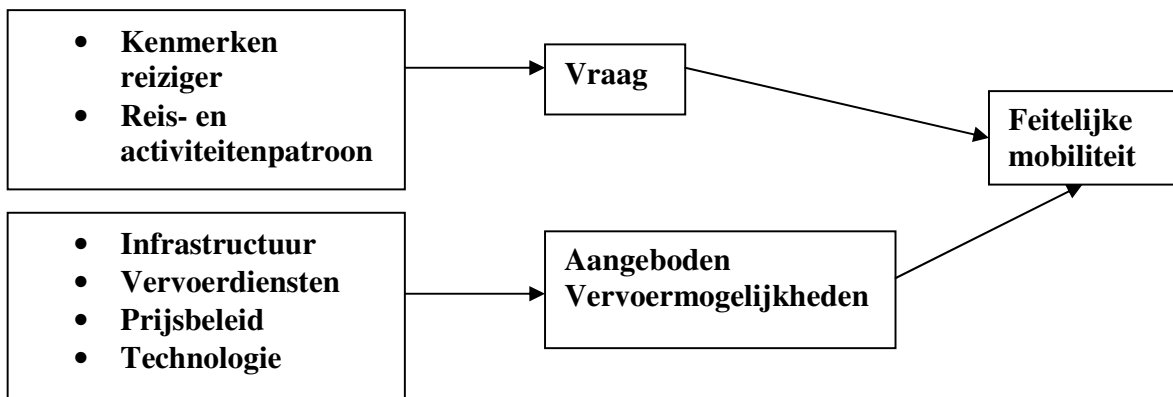 • Kenmerken
reiziger
• Reis- en
activiteitenpatroon
Vraag
Feitelijke
mobiliteit
• Infrastructuur
• Vervoerdiensten
• Prijsbeleid
• Technologie
Aangeboden
Vervoermogelijkheden